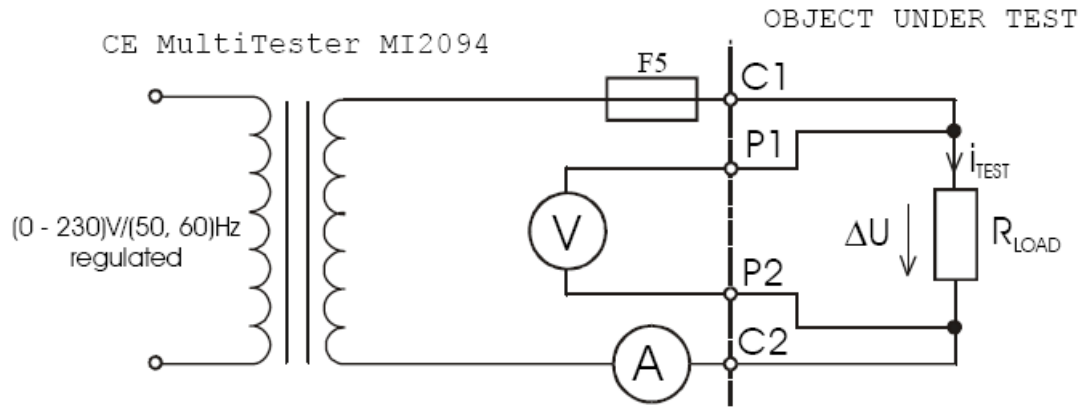 OBJECT UNDER TEST
CE MultiTester MI2094
F5
C1
P1
iTEST
(0 - 230)V/(50, 60)Hz
regulated
V
ΔU
RLOAD
P2
C2
A